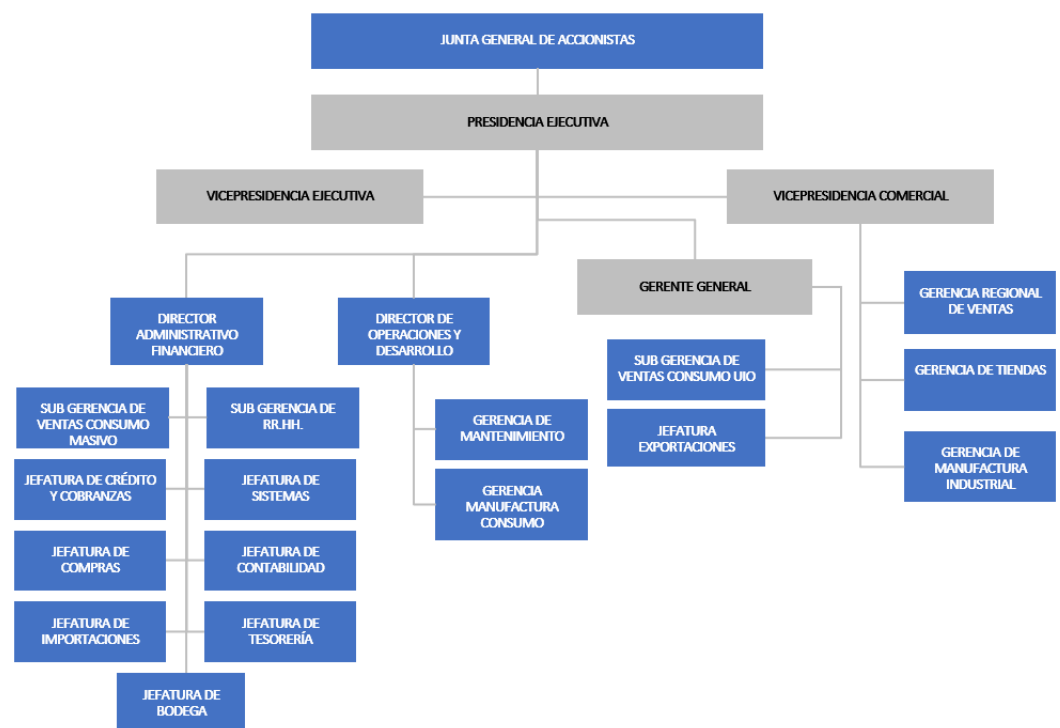 JUNTA GENERAL DE ACCIONISTAS
PRESIDENCIA EJECUTIVA
VICEPRESIDENCIA EJECUTIVA
VICEPRESIDENCIA COMERCIAL
GERENTE GENERAL
GERENCIA REGIONAL
DE VENTAS
DIRECTOR
ADMINISTRATIVO
FINANCIERO
DIRECTOR DE
OPERACIONES Y
DESARROLLO
SUB GERENCIA DE
VENTAS CONSUMO UIO
GERENCIA DE TIENDAS
SUB GERENCIA DE
VENTAS CONSUMO
MASIVO
SUB GERENCIA DE
RR.HH.
GERENCIA DE
MANTENIMIENTO
JEFATURA
EXPORTACIONES
GERENCIA DE
MANUFACTURA
INDUSTRIAL
JEFATURA DE CRÉDITO
Y COBRANZAS
JEFATURA DE
SISTEMAS
GERENCIA
MANUFACTURA
CONSUMO
JEFATURA DE
COMPRAS
JEFATURA DE
CONTABILIDAD
JEFATURA DE
IMPORTACIONES
JEFATURA DE
TESORERÍA
JEFATURA DE
BODEGA